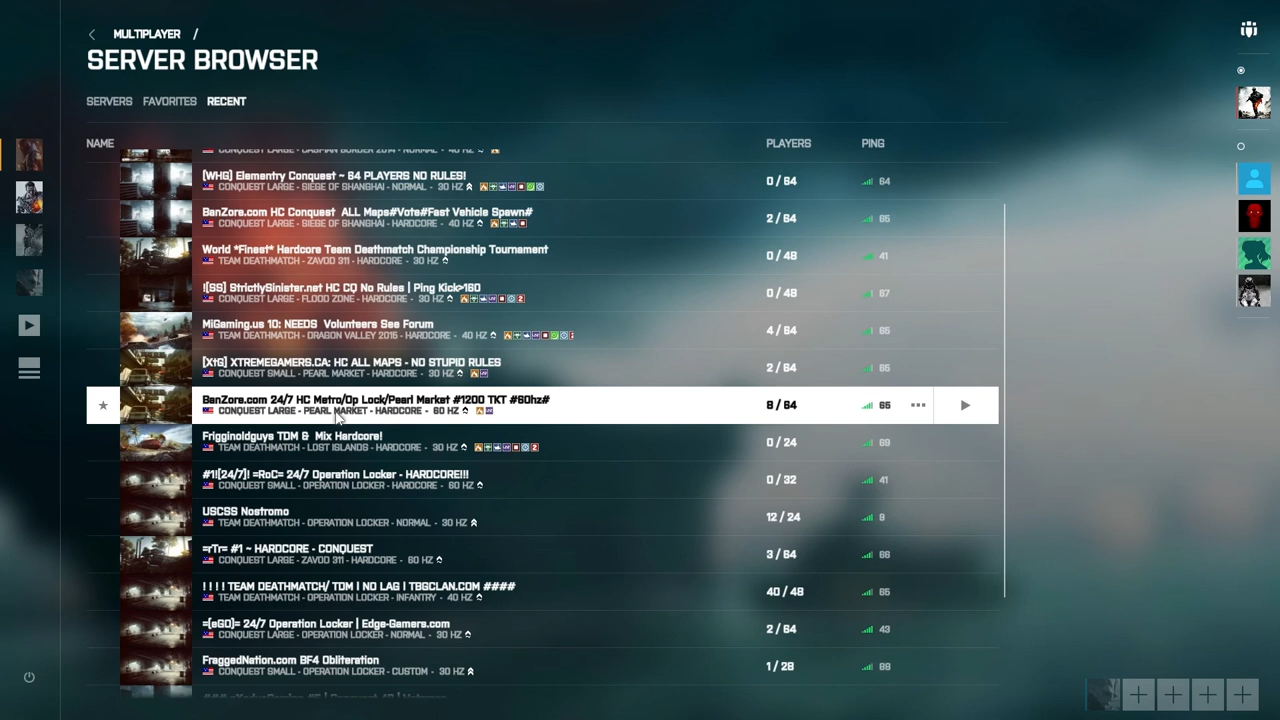 MULTIPLAYER /
SERVER BROWSER
SERVERS FAVORITES RECENT
NAME PLAYERS PING
CONQUEST LARGE - CASPIAN BORDER 2014 - NORMAL - 40 HZ
[WHG] Elementry Conquest ~ 64 PLAYERS NO RULES!
CONQUEST LARGE - SIEGE OF SHANGHAI - NORMAL - 30 HZ
0 / 64 64
BanZore.com HC Conquest ALL Maps#Vote#Fast Vehicle Spawn#
CONQUEST LARGE - SIEGE OF SHANGHAI - HARDCORE - 40 HZ
2 / 64 65
World *Finest* Hardcore Team Deathmatch Championship Tournament
TEAM DEATHMATCH - ZAVOD 311 - HARDCORE - 30 HZ
0 / 48 41
![SS] StrictlySinister.net HC CQ No Rules | Ping Kick>160
CONQUEST LARGE - FLOOD ZONE - HARDCORE - 30 HZ
0 / 48 67
MiGaming.us 10: NEEDS Volunteers See Forum
TEAM DEATHMATCH - DRAGON VALLEY 2015 - HARDCORE - 40 HZ
4 / 64 65
[XtG] XTREMEGAMERS.CA: HC ALL MAPS - NO STUPID RULES
CONQUEST SMALL - PEARL MARKET - HARDCORE - 30 HZ
2 / 64 65
BanZore.com 24/7 HC Metro/Op Lock/Pearl Market #1200 TKT #60hz#
CONQUEST LARGE - PEARL MARKET - HARDCORE - 60 HZ
8 / 64 65
Frigginoldguys TDM & Mix Hardcore!
TEAM DEATHMATCH - LOST ISLANDS - HARDCORE - 30 HZ
0 / 24 69
#1![24/7]! =RoC= 24/7 Operation Locker - HARDCORE!!!
CONQUEST SMALL - OPERATION LOCKER - HARDCORE - 60 HZ
0 / 32 41
USCSS Nostromo
TEAM DEATHMATCH - OPERATION LOCKER - NORMAL - 30 HZ
12 / 24 9
=rTr= #1 ~ HARDCORE - CONQUEST
CONQUEST LARGE - ZAVOD 311 - HARDCORE - 60 HZ
3 / 64 66
! ! ! ! TEAM DEATHMATCH/ TDM | NO LAG | TBGCLAN.COM ####
TEAM DEATHMATCH - OPERATION LOCKER - INFANTRY - 40 HZ
40 / 48 65
=(eGO)= 24/7 Operation Locker | Edge-Gamers.com
CONQUEST LARGE - OPERATION LOCKER - NORMAL - 30 HZ
2 / 64 43
FraggedNation.com BF4 Obliteration
CONQUEST SMALL - OPERATION LOCKER - CUSTOM - 30 HZ
1 / 28 88